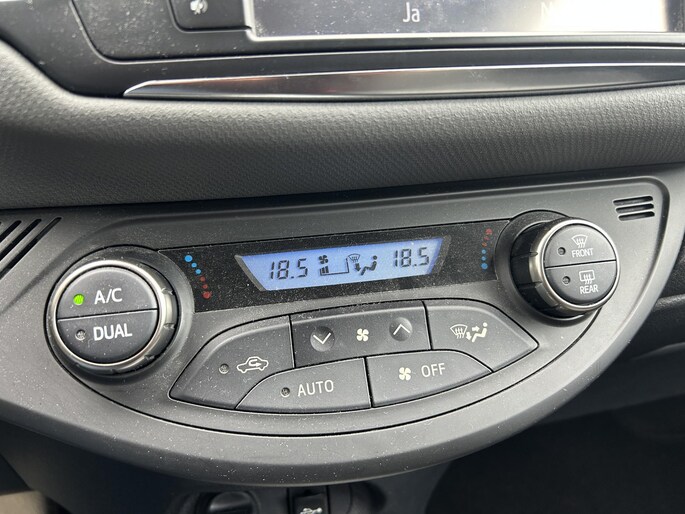 Ja
18.5 18.5
FRONT
REAR
A/C
DUAL
AUTO
OFF